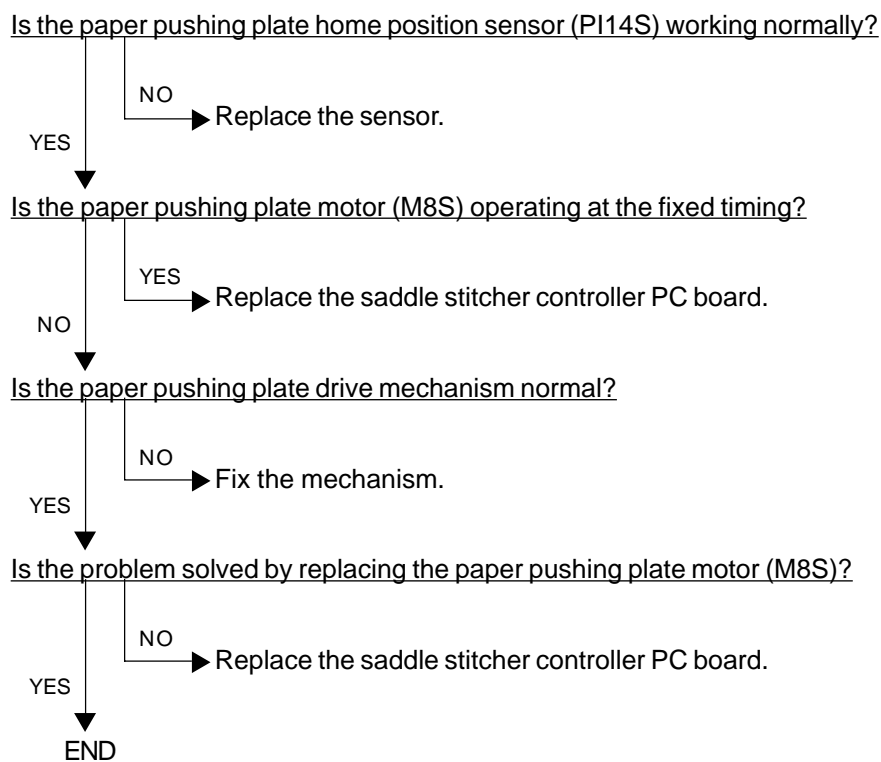 Is the paper pushing plate home position sensor (PI14S) working normally?
NO
Replace the sensor.
YES
Is the paper pushing plate motor (M8S) operating at the fixed timing?
YES
Replace the saddle stitcher controller PC board.
NO
Is the paper pushing plate drive mechanism normal?
NO
Fix the mechanism.
YES
Is the problem solved by replacing the paper pushing plate motor (M8S)?
NO
Replace the saddle stitcher controller PC board.
YES
END